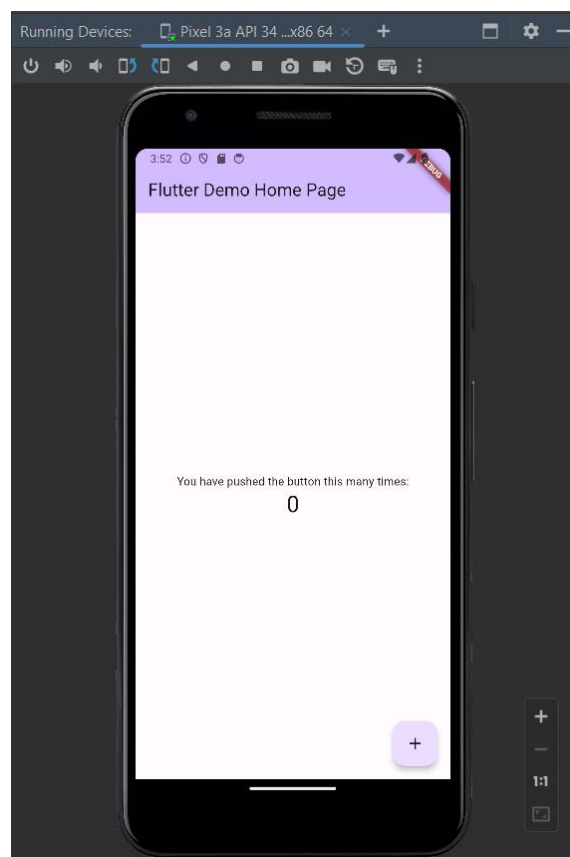 Running Devices: Pixel 3a API 34 ...x86 64
3:52
DEBUG
Flutter Demo Home Page
You have pushed the button this many times:
0
1:1